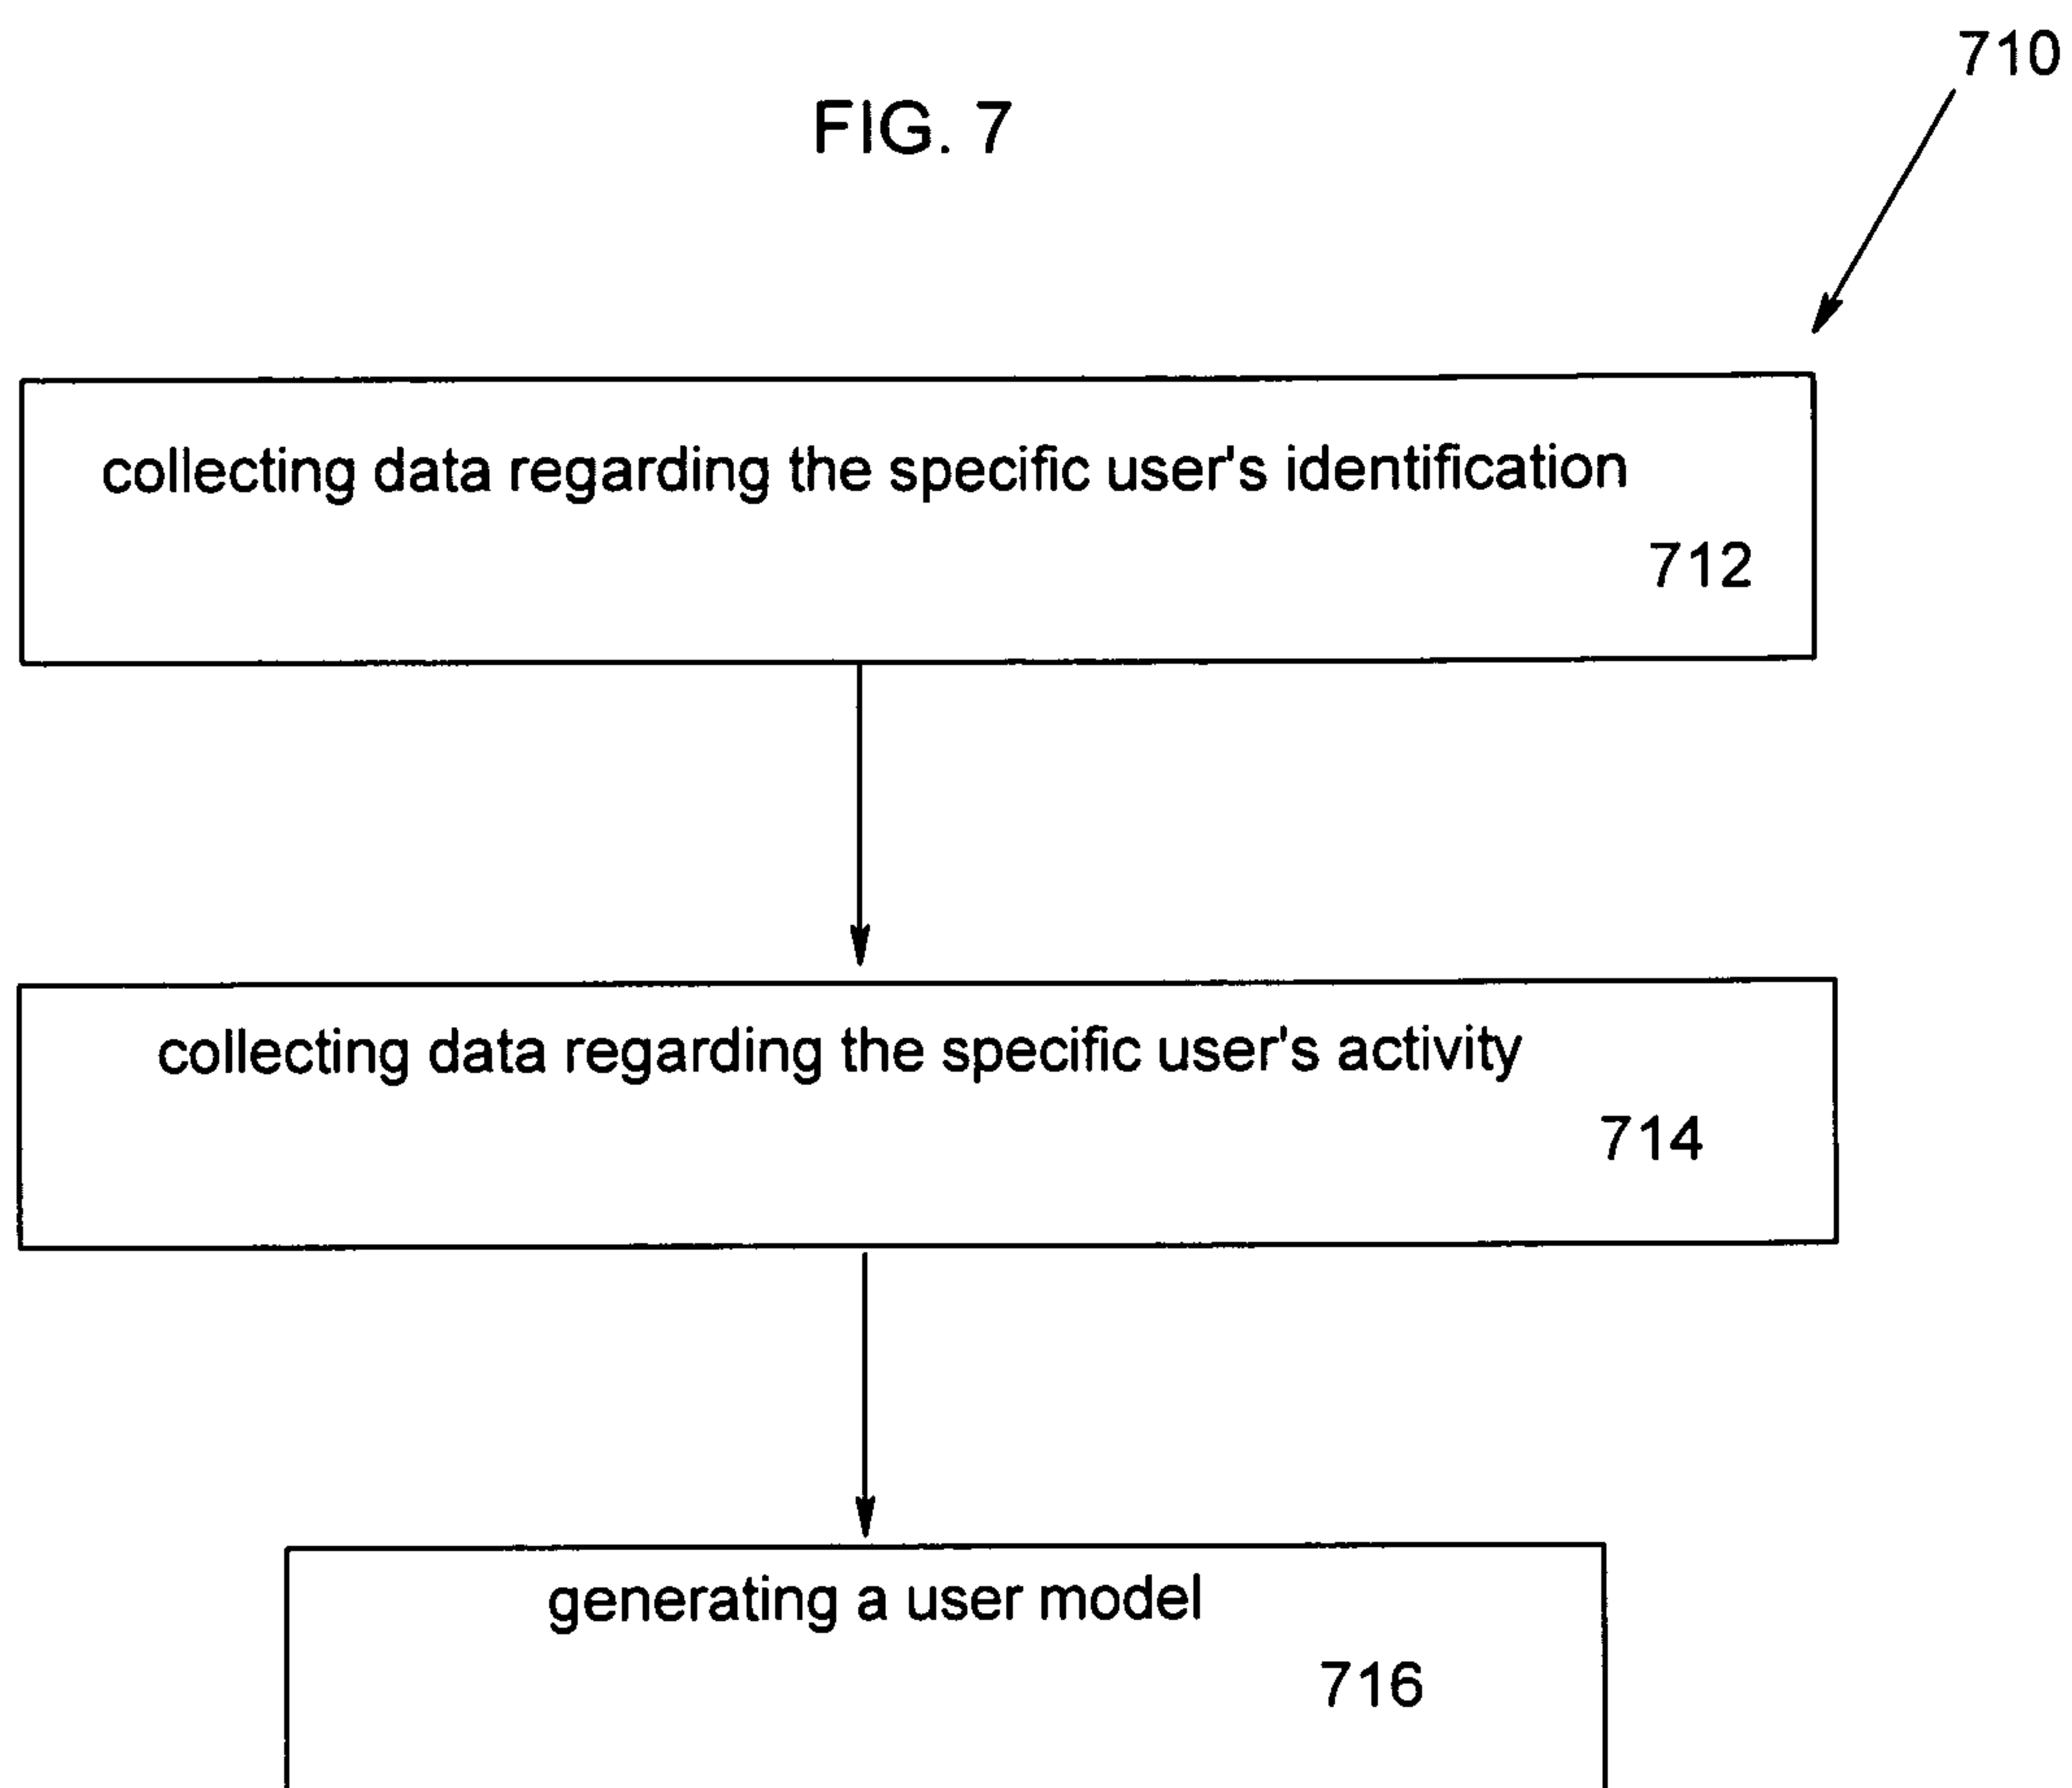 710
FIG. 7
collecting data regarding the specific user's identification
712
collecting data regarding the specific user's activity
714
generating a user model
716